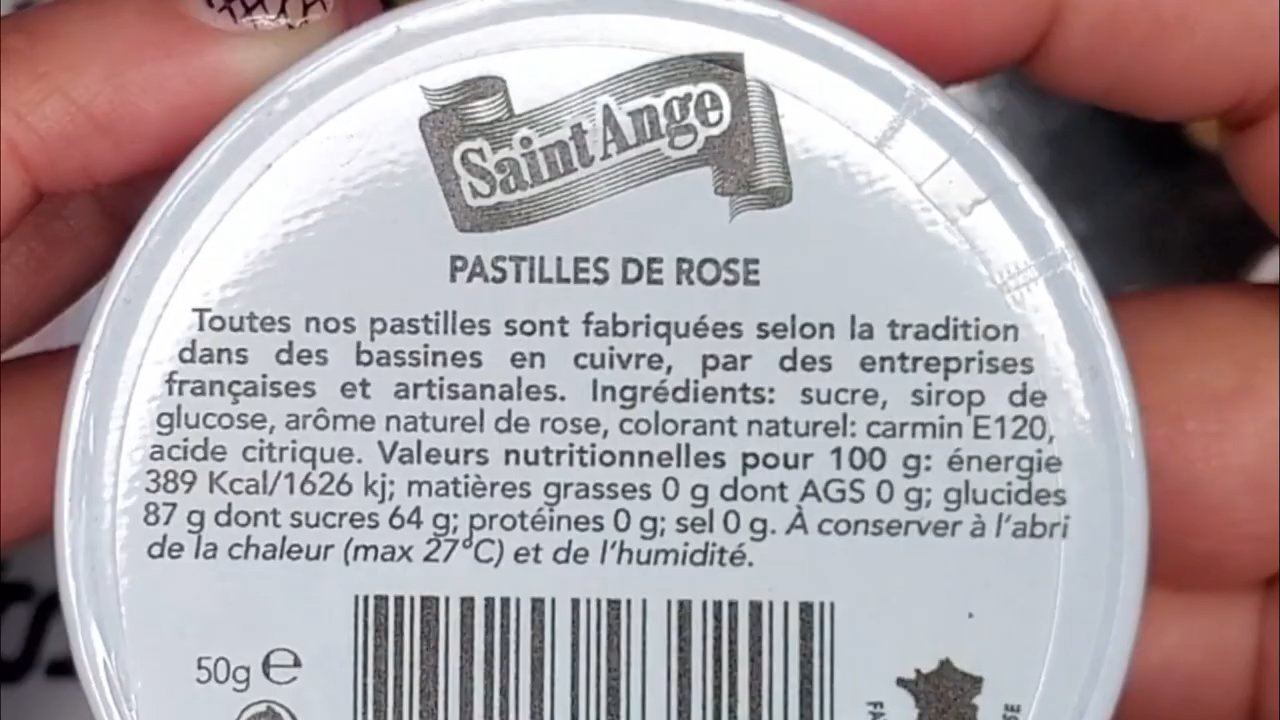 Saint Ange
PASTILLES DE ROSE
Toutes nos pastilles sont fabriquées selon la tradition
dans des bassines en cuivre, par des entreprises
françaises et artisanales. Ingrédients: sucre, sirop de
glucose, arôme naturel de rose, colorant naturel: carmin E120,
acide citrique. Valeurs nutritionnelles pour 100 g: énergie
389 Kcal/1626 kj; matières grasses 0 g dont AGS 0 g; glucides
87 g dont sucres 64 g; protéines 0 g; sel 0 g. À conserver à l'abri
de la chaleur (max 27°C) et de l'humidité.
50g e